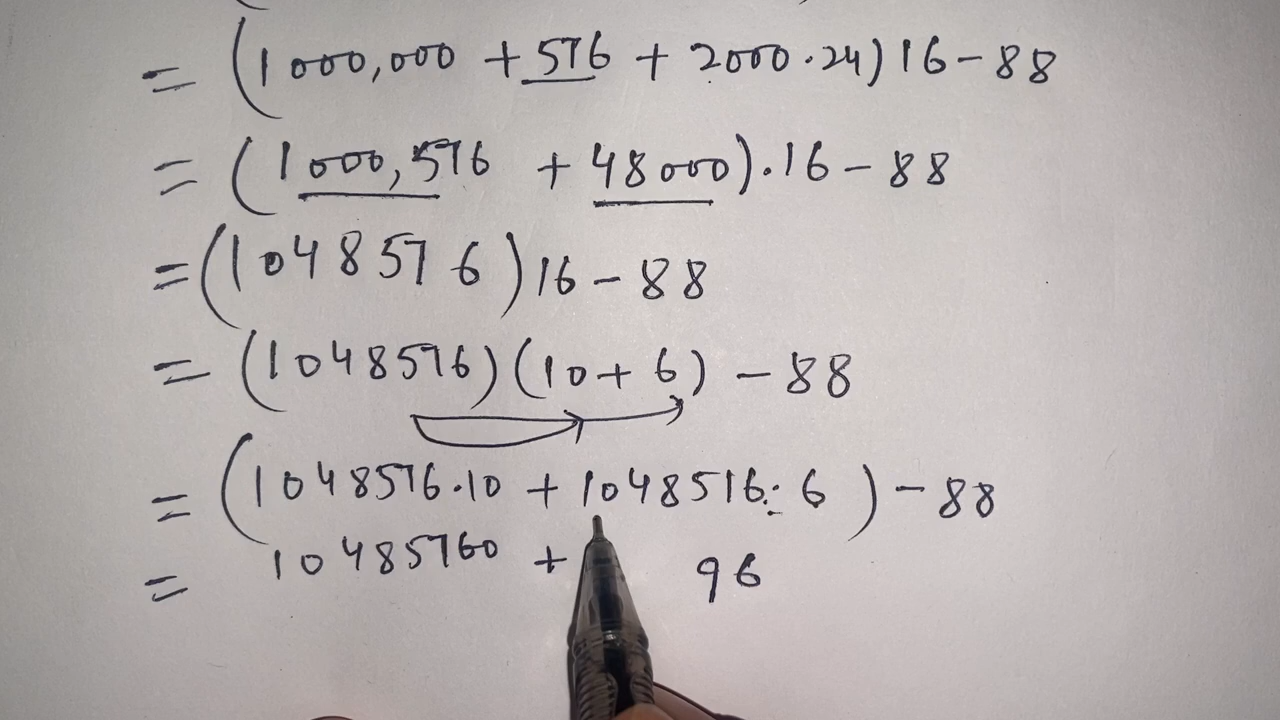 = (1000,000 + 576 + 2000·24)16-88
= (1000,576 + 48000)·16-88
=(1048576)16-88
= (1048576)(10+6) -88
= (1048576·10 + 1048576·6) -88
= 10485760 + 96